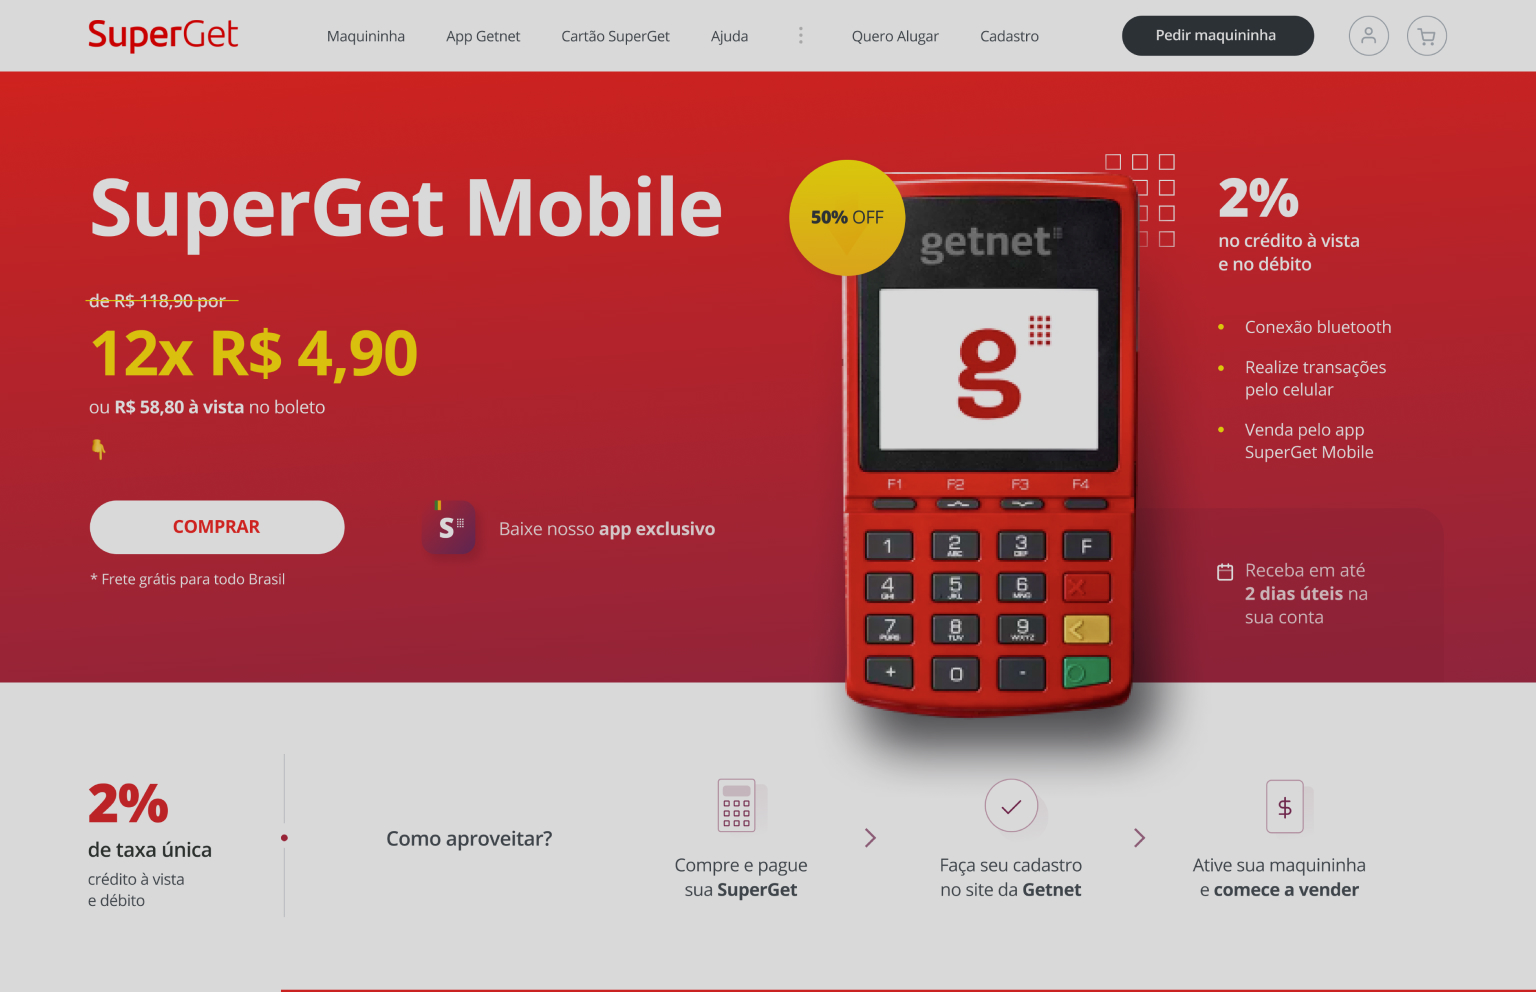 SuperGet
Maquininha
App Getnet
Cartão SuperGet
Ajuda
Quero Alugar
Cadastro
Pedir maquininha
SuperGet Mobile
de R$ 118,90 por
12x R$ 4,90
ou R$ 58,80 à vista no boleto
COMPRAR
S
Baixe nosso app exclusivo
* Frete grátis para todo Brasil
50% OFF
getnet
g
F1 F2 F3 F4
1 2 3 F
ABC DEF
4 5 6 X
GHI JKL MNO
7 8 9 <
PQRS TUV WXYZ
+ 0 - O
2%
no crédito à vista
e no débito
Conexão bluetooth
Realize transações
pelo celular
Venda pelo app
SuperGet Mobile
Receba em até
2 dias úteis na
sua conta
2%
de taxa única
crédito à vista
e débito
Como aproveitar?
Compre e pague
sua SuperGet
Faça seu cadastro
no site da Getnet
$
Ative sua maquininha
e comece a vender